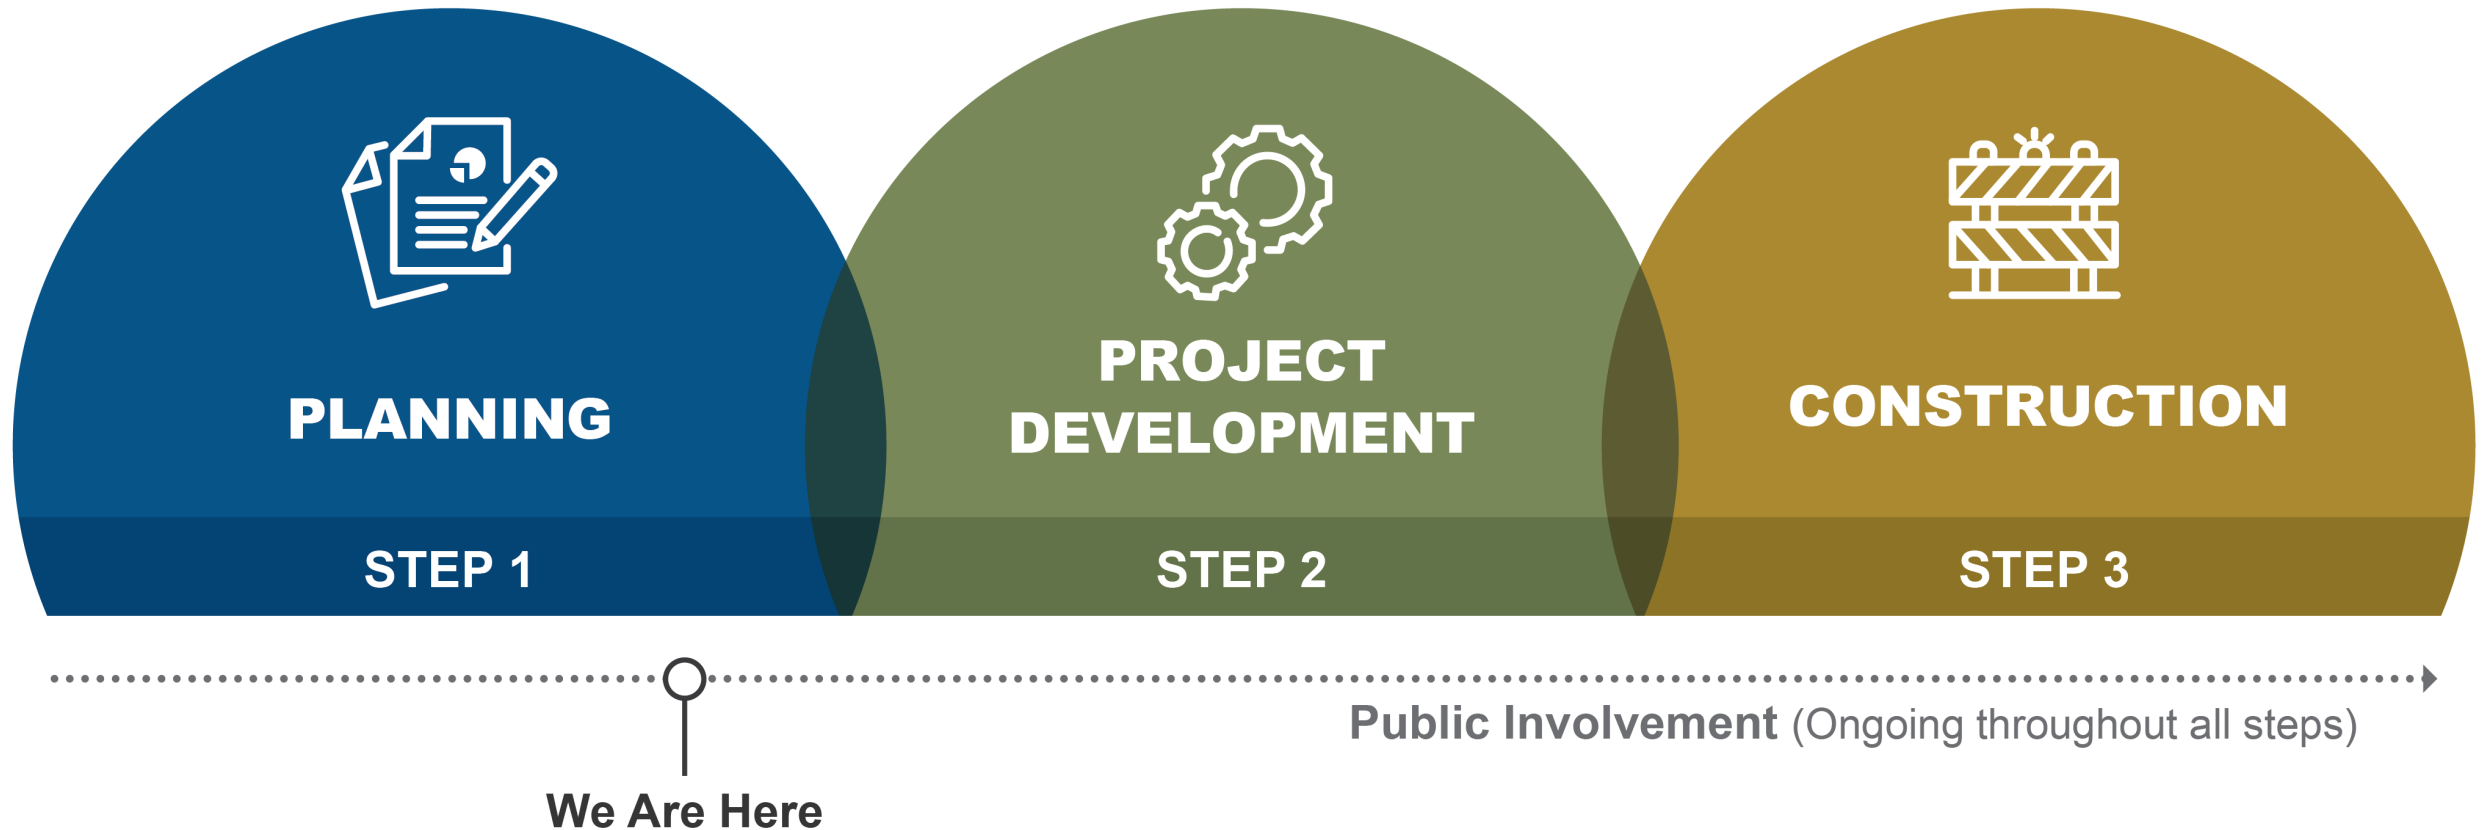 PLANNING
STEP 1
PROJECT
DEVELOPMENT
STEP 2
CONSTRUCTION
STEP 3
Public Involvement (Ongoing throughout all steps)
We Are Here